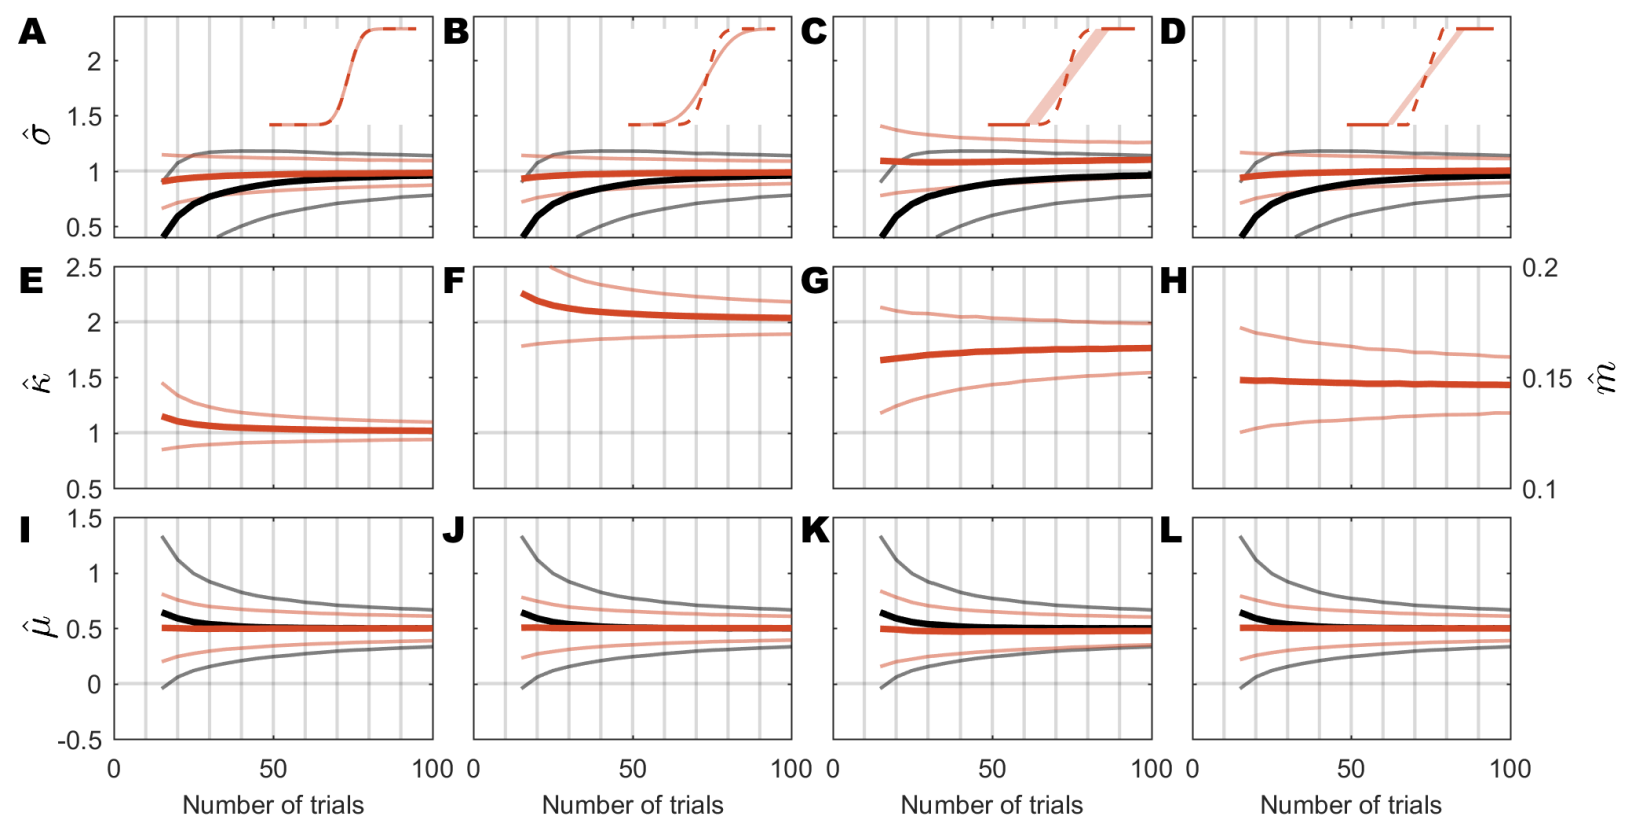 A B C D
2
1.5
1
0.5
σ̂
E F G H
2.5
2
1.5
1
0.5
κ̂
0.2
0.15
0.1
m̂
I J K L
1.5
1
0.5
0
-0.5
μ̂
0 50 100 0 50 100 0 50 100 0 50 100
Number of trials Number of trials Number of trials Number of trials